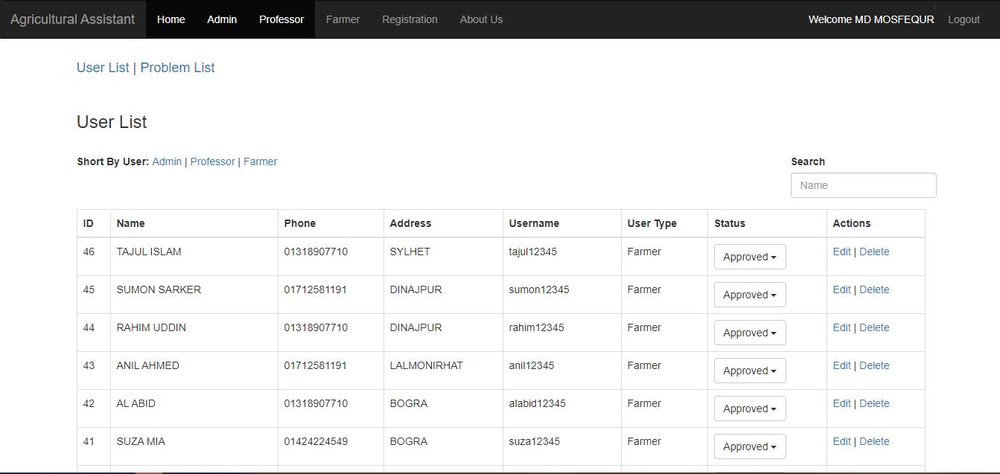 Agricultural Assistant Home Admin Professor Farmer Registration About Us Welcome MD MOSFEQUR Logout
User List | Problem List
User List
Short By User: Admin | Professor | Farmer
Search
Name
ID Name Phone Address Username User Type Status Actions
46 TAJUL ISLAM 01318907710 SYLHET tajul12345 Farmer Approved Edit | Delete
45 SUMON SARKER 01712581191 DINAJPUR sumon12345 Farmer Approved Edit | Delete
44 RAHIM UDDIN 01318907710 DINAJPUR rahim12345 Farmer Approved Edit | Delete
43 ANIL AHMED 01712581191 LALMONIRHAT anil12345 Farmer Approved Edit | Delete
42 AL ABID 01318907710 BOGRA alabid12345 Farmer Approved Edit | Delete
41 SUZA MIA 01424224549 BOGRA suza12345 Farmer Approved Edit | Delete